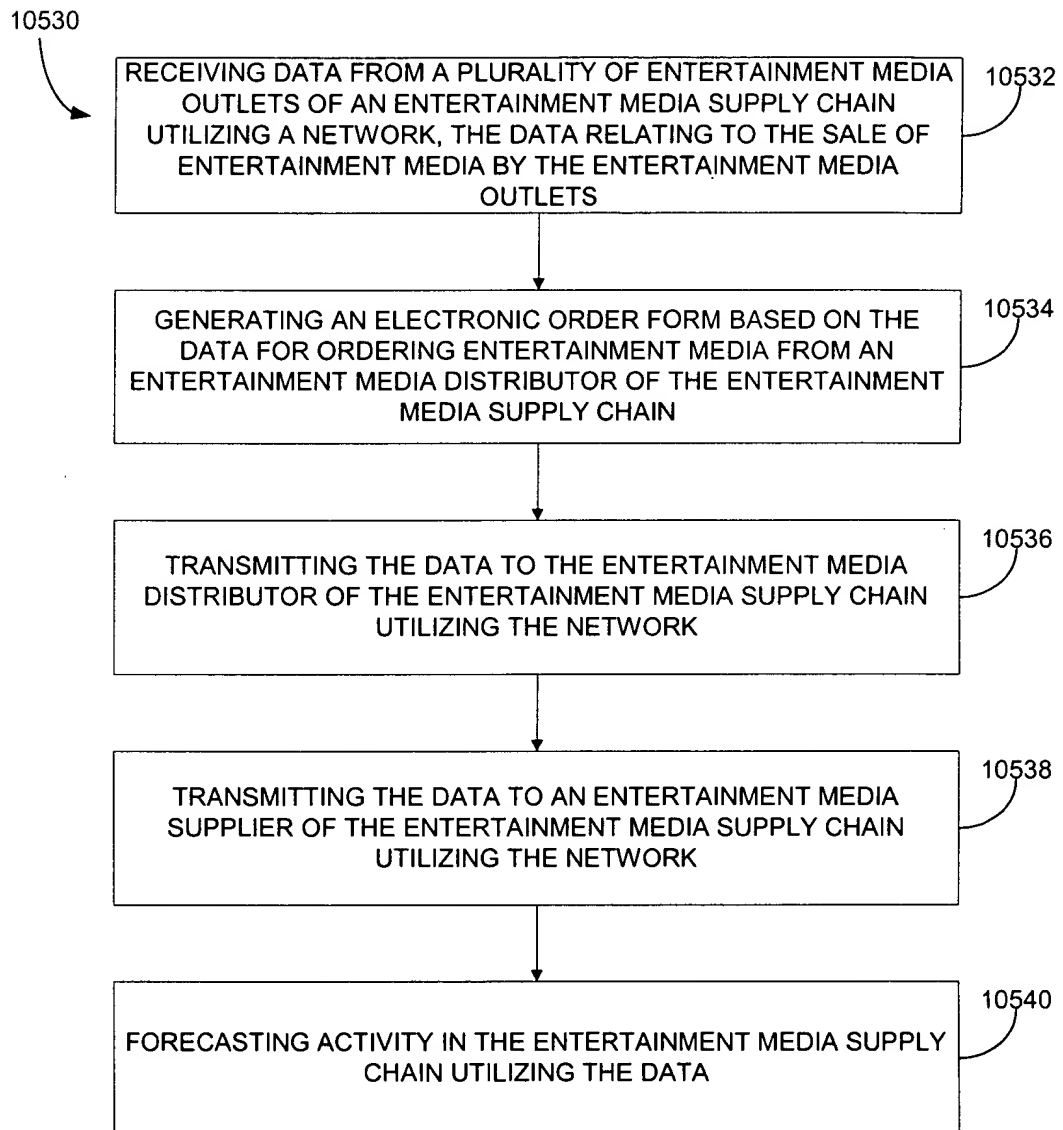 10530
RECEIVING DATA FROM A PLURALITY OF ENTERTAINMENT MEDIA
OUTLETS OF AN ENTERTAINMENT MEDIA SUPPLY CHAIN
UTILIZING A NETWORK, THE DATA RELATING TO THE SALE OF
ENTERTAINMENT MEDIA BY THE ENTERTAINMENT MEDIA
OUTLETS
10532
GENERATING AN ELECTRONIC ORDER FORM BASED ON THE
DATA FOR ORDERING ENTERTAINMENT MEDIA FROM AN
ENTERTAINMENT MEDIA DISTRIBUTOR OF THE ENTERTAINMENT
MEDIA SUPPLY CHAIN
10534
TRANSMITTING THE DATA TO THE ENTERTAINMENT MEDIA
DISTRIBUTOR OF THE ENTERTAINMENT MEDIA SUPPLY CHAIN
UTILIZING THE NETWORK
10536
TRANSMITTING THE DATA TO AN ENTERTAINMENT MEDIA
SUPPLIER OF THE ENTERTAINMENT MEDIA SUPPLY CHAIN
UTILIZING THE NETWORK
10538
FORECASTING ACTIVITY IN THE ENTERTAINMENT MEDIA SUPPLY
CHAIN UTILIZING THE DATA
10540